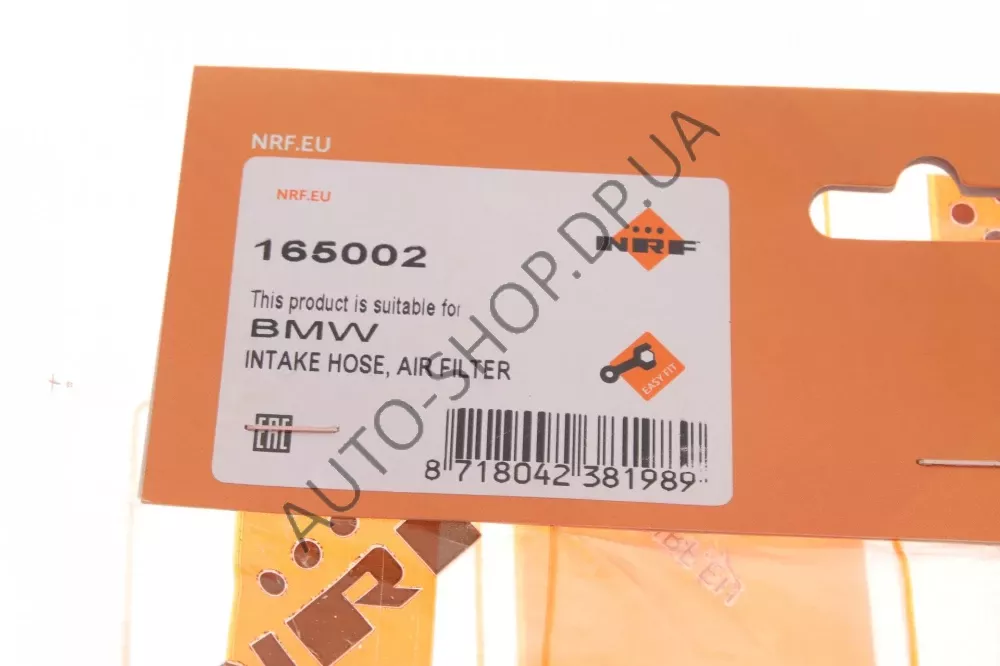 NRF.EU
NRF.EU
165002
NRF
This product is suitable for
BMW
INTAKE HOSE, AIR FILTER
EASY FIT
EAC
8 718042 381989
AUTO-SHOP.DP.UA
NRF